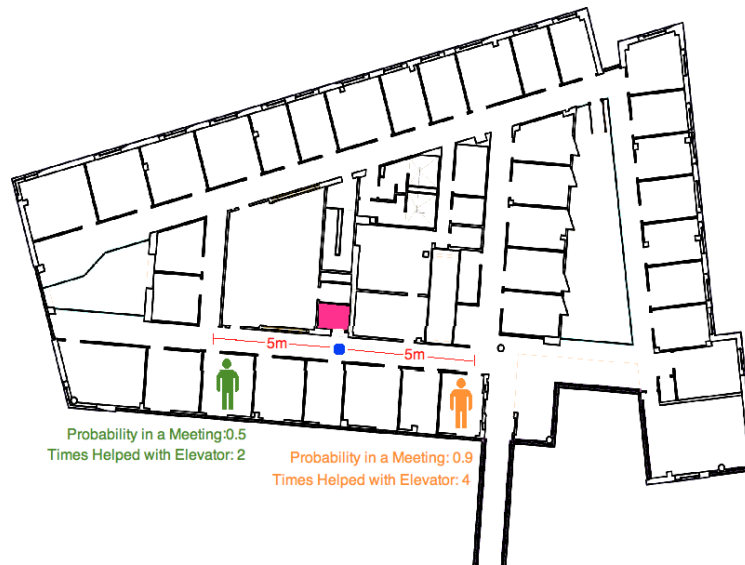 5m
5m
Probability in a Meeting:0.5
Times Helped with Elevator: 2
Probability in a Meeting: 0.9
Times Helped with Elevator: 4